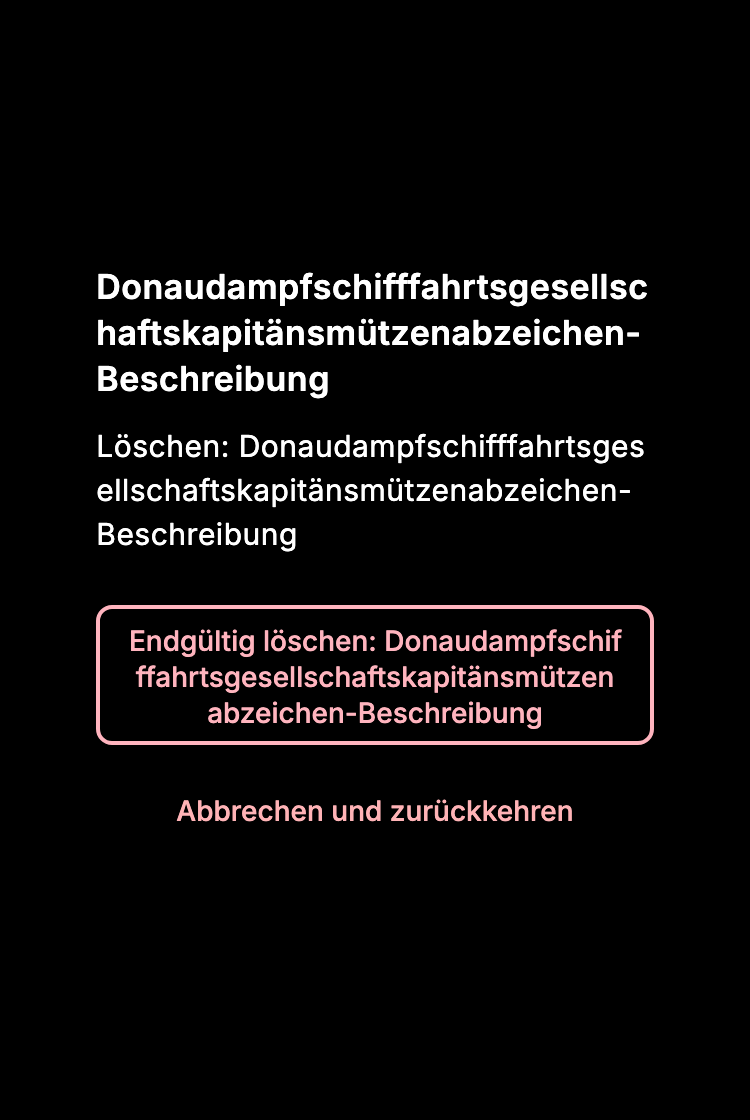 Donaudampfschifffahrtsgesellsc
haftskapitänsmützenabzeichen-
Beschreibung
Löschen: Donaudampfschifffahrtsges
ellschaftskapitänsmützenabzeichen-
Beschreibung
Endgültig löschen: Donaudampfschif
ffahrtsgesellschaftskapitänsmützen
abzeichen-Beschreibung
Abbrechen und zurückkehren